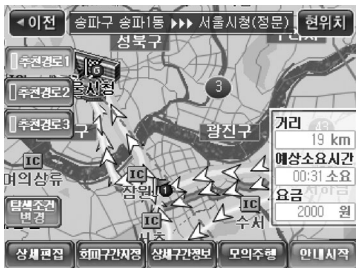 ◀이전 송파구 송파1동 ▶▶▶ 서울시청(정문) 현위치
성북구
추천경로1
추천경로2
추천경로3
3
광진구
거리
19 km
예상소요시간
00:31 소요
요금
2000 원
IC
IC
IC
IC
여의상류
1
수서
탐색조건
변경
상세편집 회피구간지정 상세구간정보 모의주행 안내시작